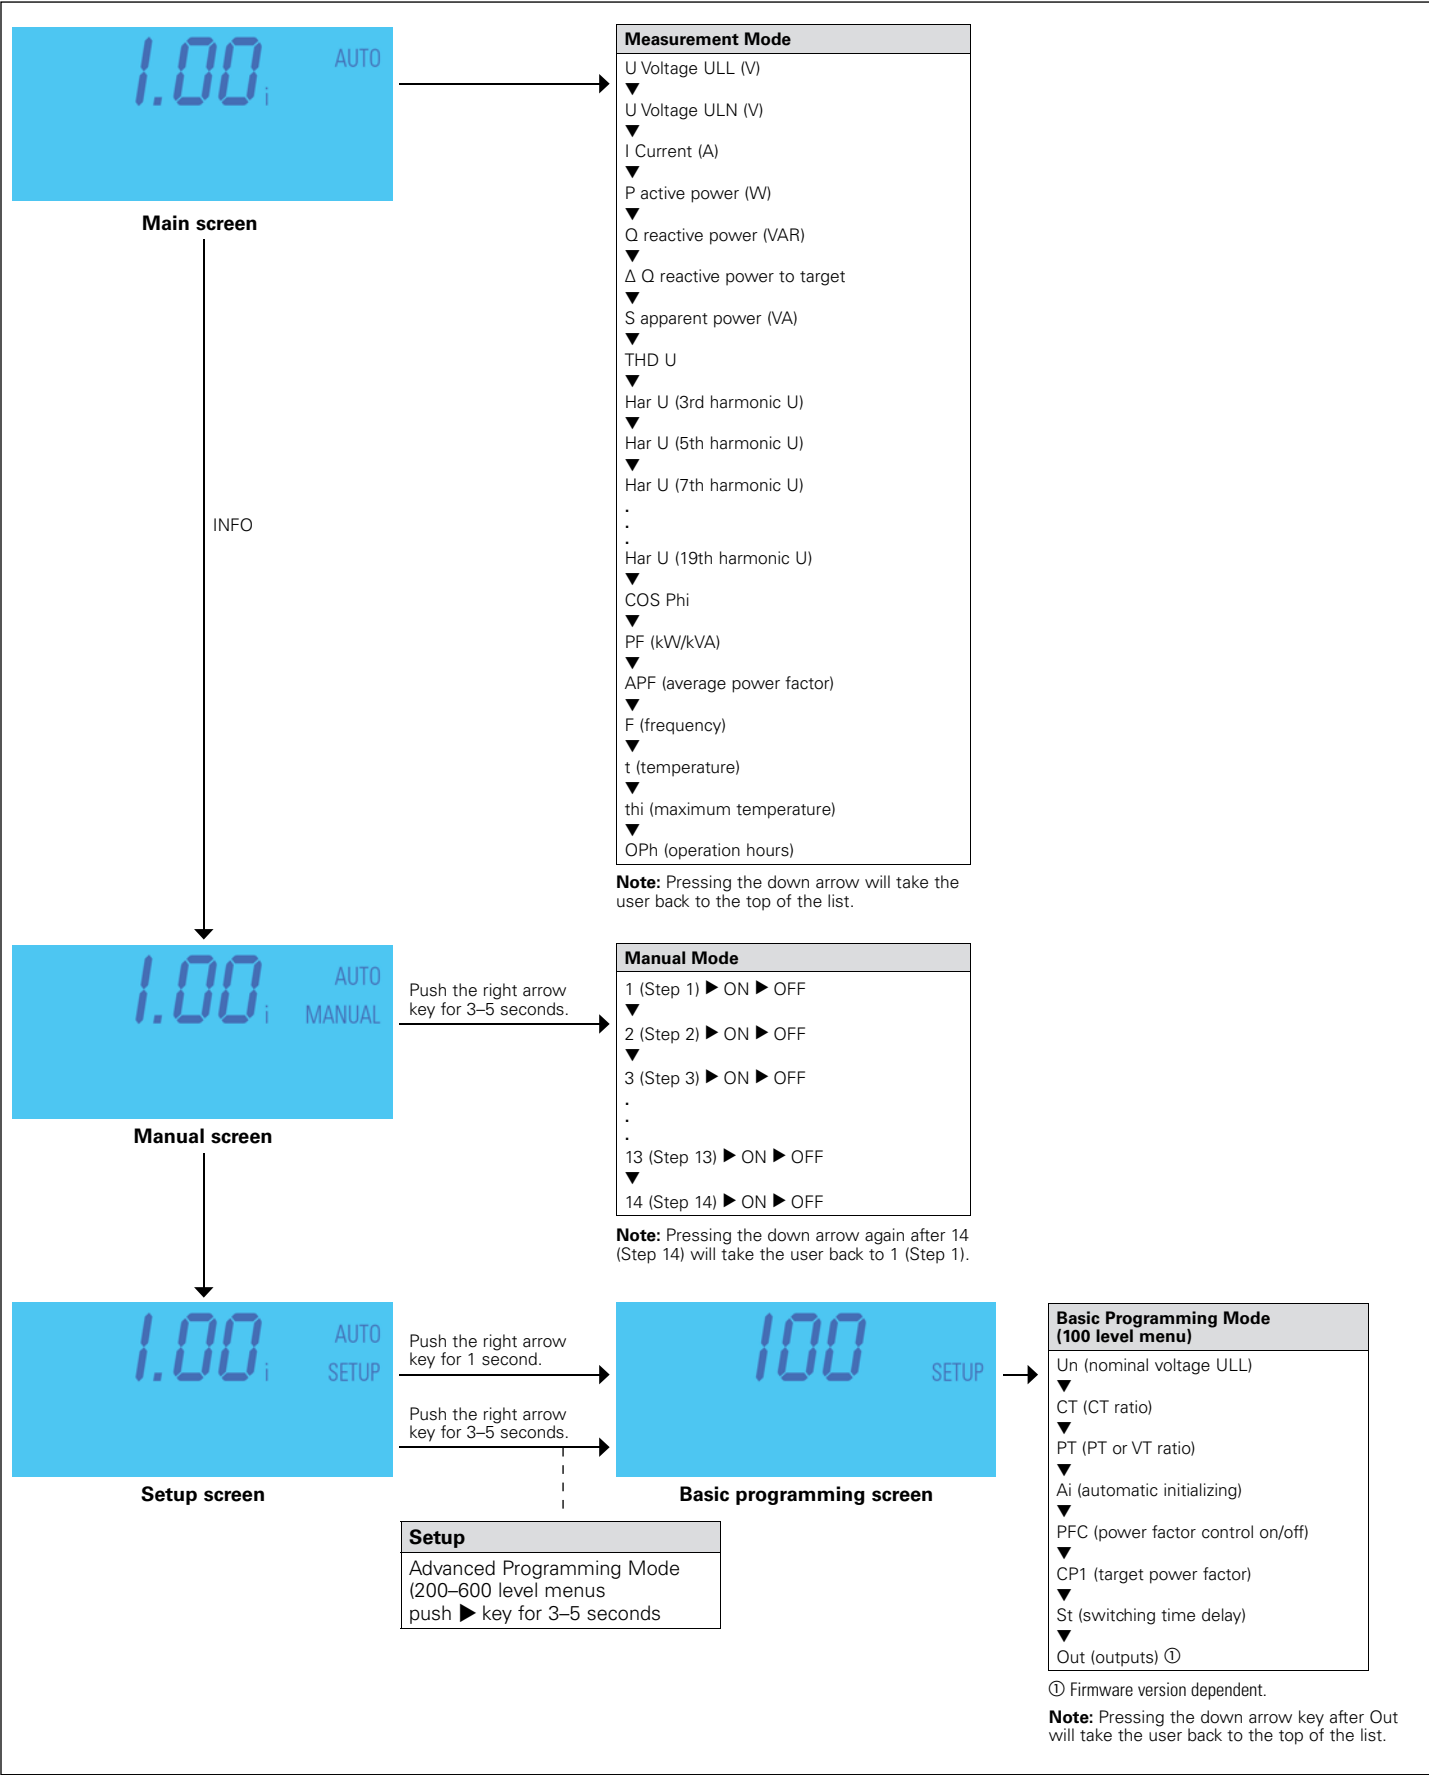 1.00 i AUTO
Main screen
INFO
Measurement Mode
U Voltage ULL (V)
▼
U Voltage ULN (V)
▼
I Current (A)
▼
P active power (W)
▼
Q reactive power (VAR)
▼
Δ Q reactive power to target
▼
S apparent power (VA)
▼
THD U
▼
Har U (3rd harmonic U)
▼
Har U (5th harmonic U)
▼
Har U (7th harmonic U)
.
.
.
Har U (19th harmonic U)
▼
COS Phi
▼
PF (kW/kVA)
▼
APF (average power factor)
▼
F (frequency)
▼
t (temperature)
▼
thi (maximum temperature)
▼
OPh (operation hours)
Note: Pressing the down arrow will take the
user back to the top of the list.
1.00 i AUTO
MANUAL
Manual screen
Push the right arrow
key for 3–5 seconds.
Manual Mode
1 (Step 1) ▶ ON ▶ OFF
▼
2 (Step 2) ▶ ON ▶ OFF
▼
3 (Step 3) ▶ ON ▶ OFF
.
.
.
13 (Step 13) ▶ ON ▶ OFF
▼
14 (Step 14) ▶ ON ▶ OFF
Note: Pressing the down arrow again after 14
(Step 14) will take the user back to 1 (Step 1).
1.00 i AUTO
SETUP
Setup screen
Push the right arrow
key for 1 second.
Push the right arrow
key for 3–5 seconds.
Setup
Advanced Programming Mode
(200–600 level menus
push ▶ key for 3–5 seconds
100 SETUP
Basic programming screen
Basic Programming Mode
(100 level menu)
Un (nominal voltage ULL)
▼
CT (CT ratio)
▼
PT (PT or VT ratio)
▼
Ai (automatic initializing)
▼
PFC (power factor control on/off)
▼
CP1 (target power factor)
▼
St (switching time delay)
▼
Out (outputs) ①
① Firmware version dependent.
Note: Pressing the down arrow key after Out
will take the user back to the top of the list.